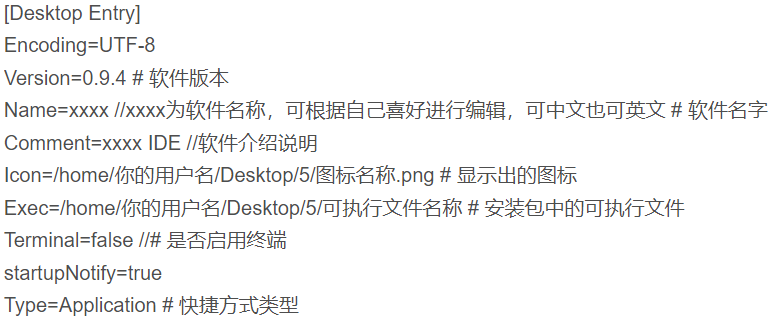 [Desktop Entry]
Encoding=UTF-8
Version=0.9.4 # 软件版本
Name=xxxx //xxxx为软件名称，可根据自己喜好进行编辑，可中文也可英文 # 软件名字
Comment=xxxx IDE //软件介绍说明
Icon=/home/你的用户名/Desktop/5/图标名称.png # 显示出的图标
Exec=/home/你的用户名/Desktop/5/可执行文件名称 # 安装包中的可执行文件
Terminal=false //# 是否启用终端
startupNotify=true
Type=Application # 快捷方式类型